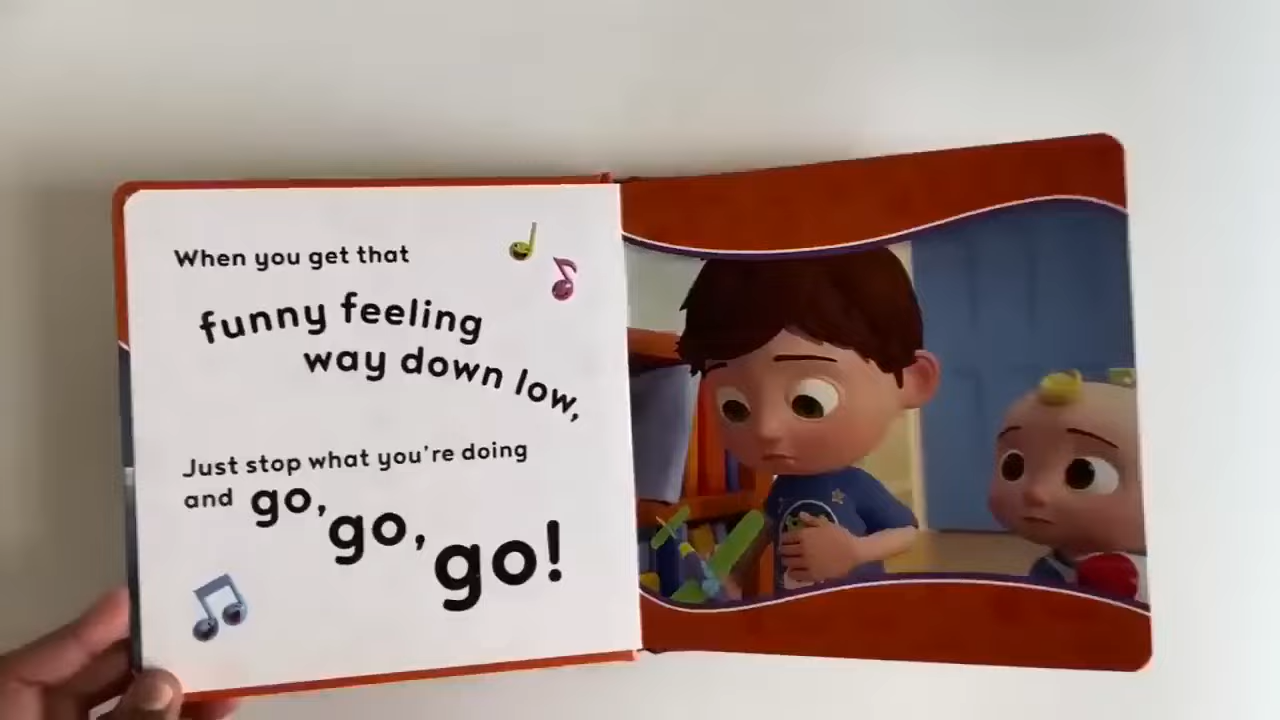 When you get that
funny feeling
way down low,
Just stop what you're doing
and go, go, go!